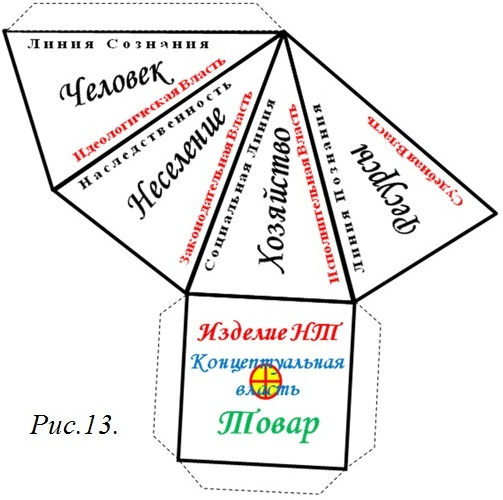 Линия Сознания
Человек
Идеологическая Власть
Наследственность
Неселение
Законодательная Власть
Социальная Линия
Хозяйство
Исполнительная Власть
Линия Познания
Ресурсы
Судебная Власть
Изделие НТ
Концептуальная
власть
Товар
Рис.13.